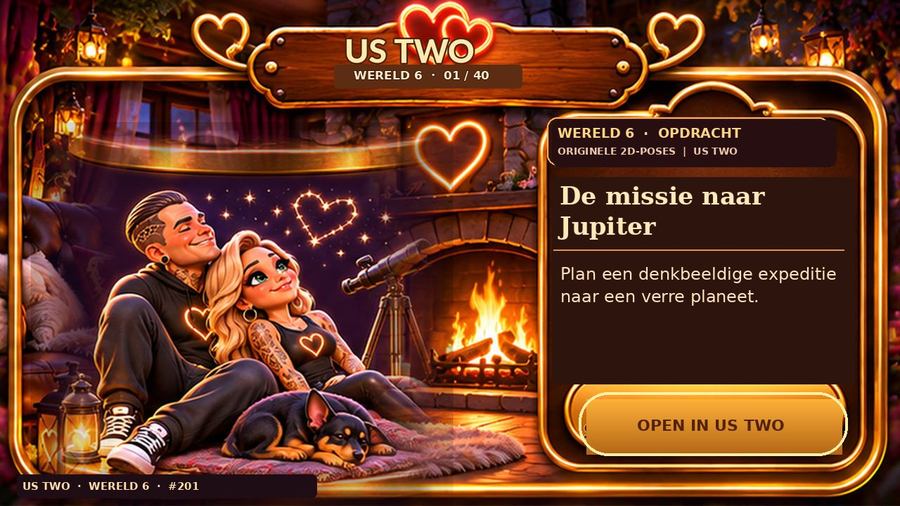 US TWO
WERELD 6 · 01 / 40
WERELD 6 · OPDRACHT
ORIGINELE 2D-POSES | US TWO
De missie naar
Jupiter
Plan een denkbeeldige expeditie
naar een verre planeet.
OPEN IN US TWO
US TWO · WERELD 6 · #201